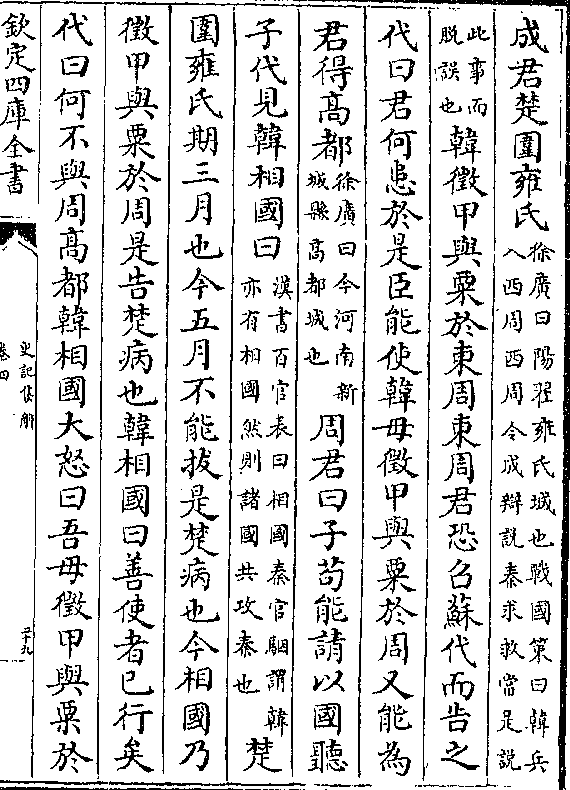 成君楚圍雍氏徐廣曰陽翟雍氏城也戰國策曰韓兵
入西周西周令成辯說秦求救當是說
此事而
脫誤也韓徵甲與粟於東周東周君恐召蘇代而告之
代曰君何患於是臣能使韓毋徵甲與粟於周又能為
君得髙都徐廣曰今河南新
城縣髙都城也周君曰子苟能請以國聽
子代見韓相國曰漢書百官表曰相國秦官駰謂韓
亦有相國然則諸國共攻秦也楚
圍雍氏期三月也今五月不能拔是楚病也今相國乃
徵甲與粟於周是告楚病也韓相國曰善使者已行矣
代曰何不與周髙都韓相國大怒曰吾毋徵甲與粟於
欽定四庫全書
史記集解
卷四